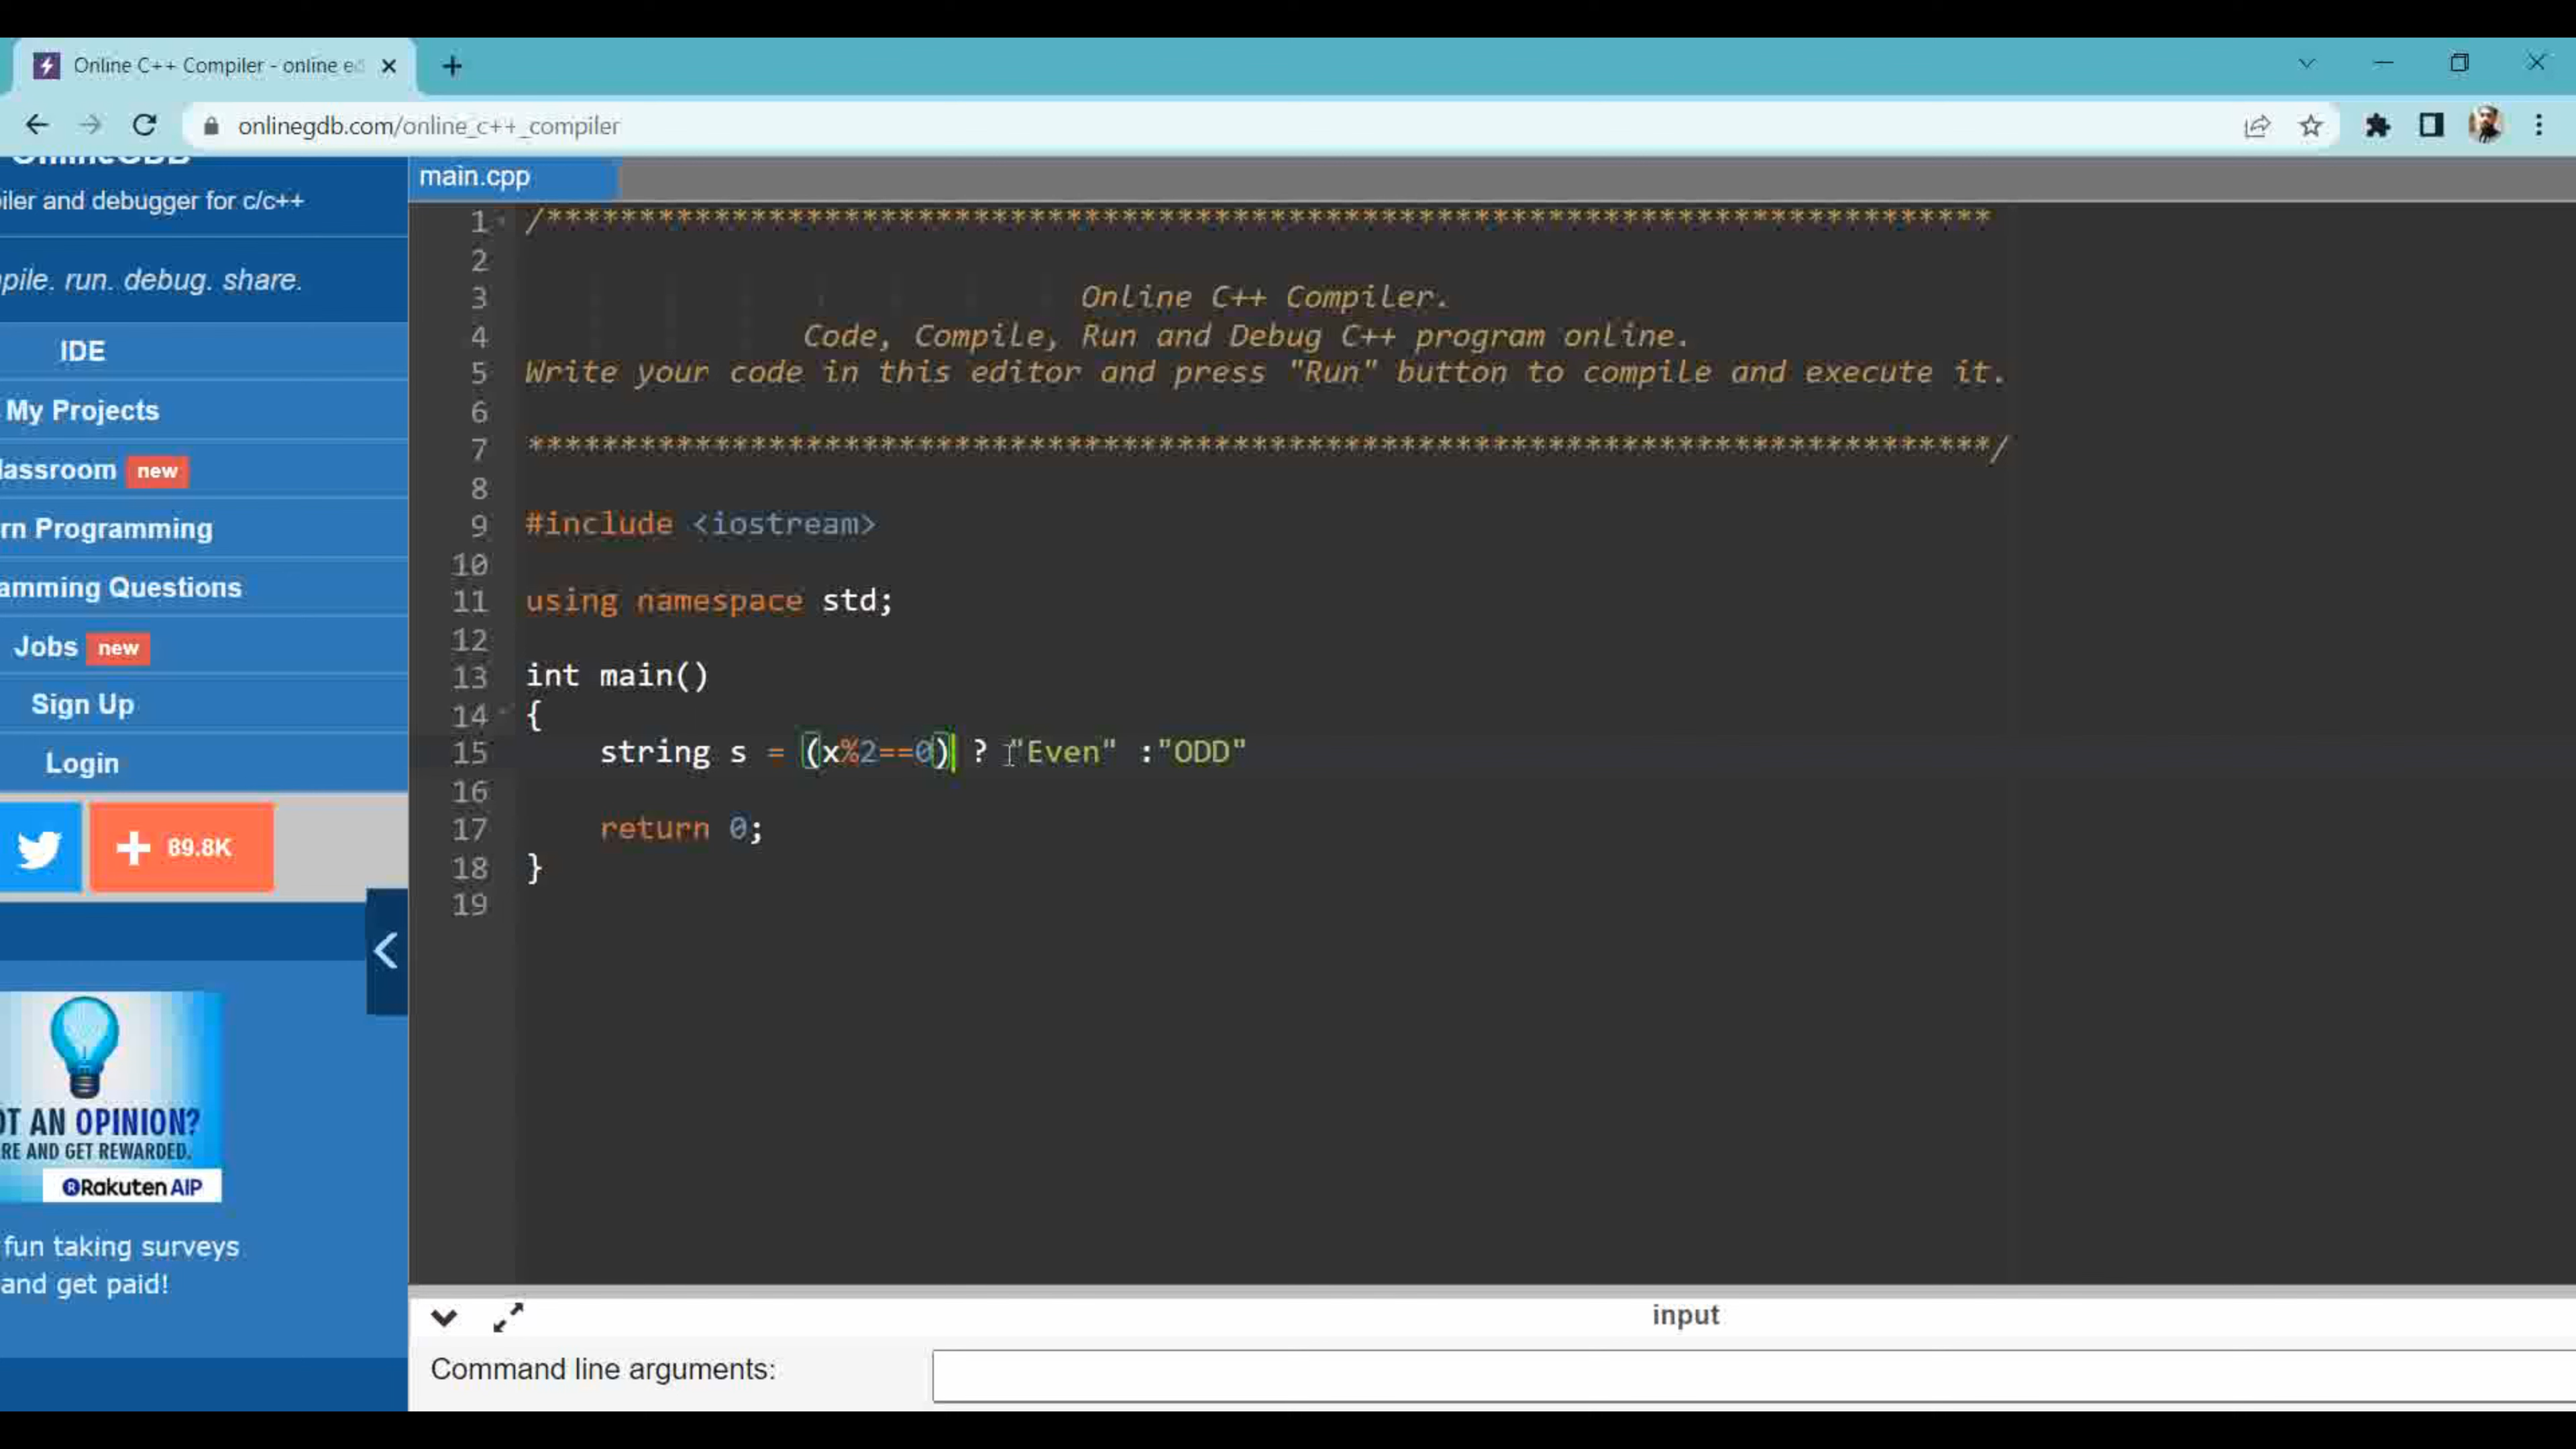 Online C++ Compiler - online ed
onlinegdb.com/online_c++_compiler
OnlineGDB
iler and debugger for c/c++
pile. run. debug. share.
IDE
My Projects
lassroom new
rn Programming
amming Questions
Jobs new
Sign Up
Login
89.8K
OT AN OPINION?
RE AND GET REWARDED.
Rakuten AIP
fun taking surveys
and get paid!
main.cpp
1 /******************************************************************************
2
3 Online C++ Compiler.
4 Code, Compile, Run and Debug C++ program online.
5 Write your code in this editor and press "Run" button to compile and execute it.
6
7 *******************************************************************************/
8
9 #include <iostream>
10
11 using namespace std;
12
13 int main()
14 {
15 string s = (x%2==0) ? "Even" :"ODD"
16
17 return 0;
18 }
19
input
Command line arguments: